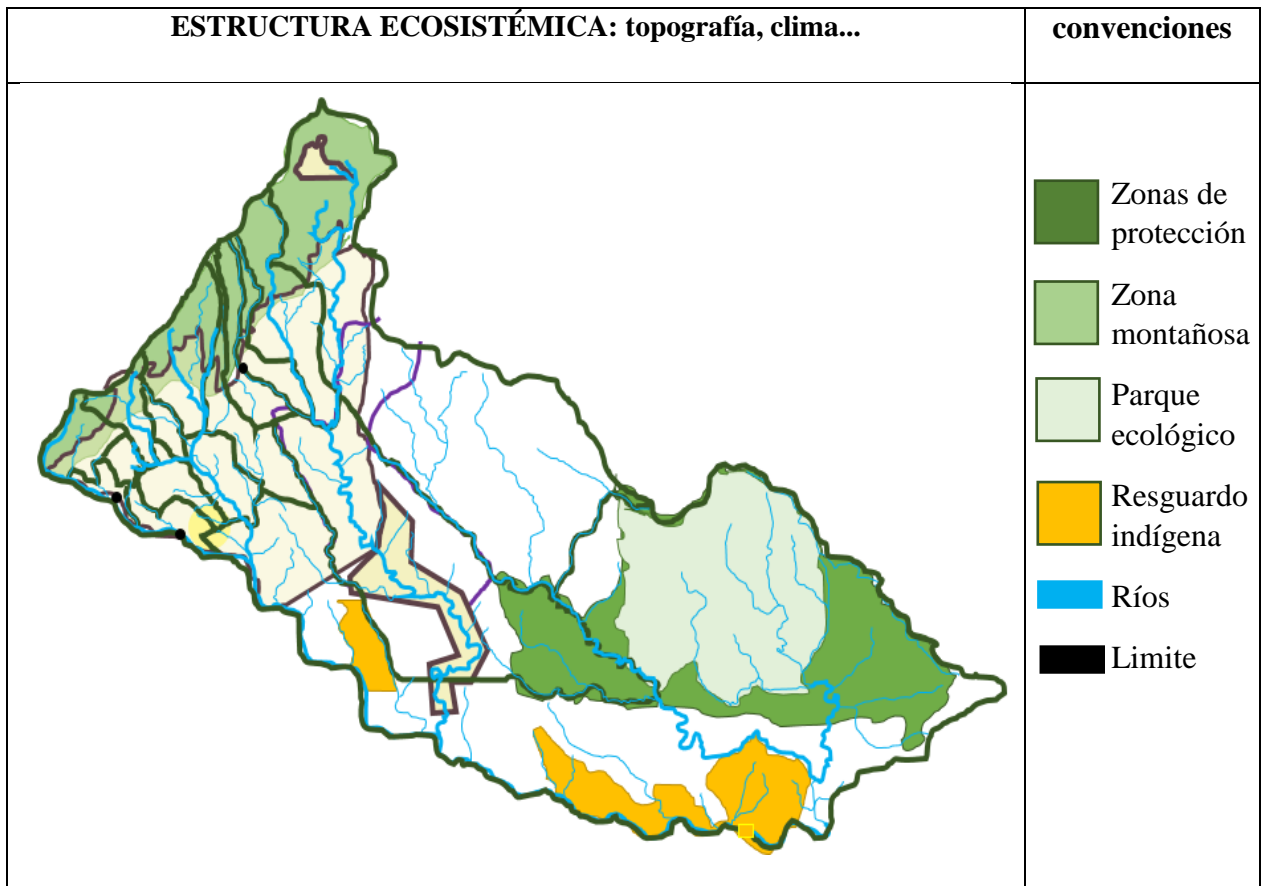 ESTRUCTURA ECOSISTÉMICA: topografía, clima...
convenciones
Zonas de
protección
Zona
montañosa
Parque
ecológico
Resguardo
indígena
Ríos
Limite